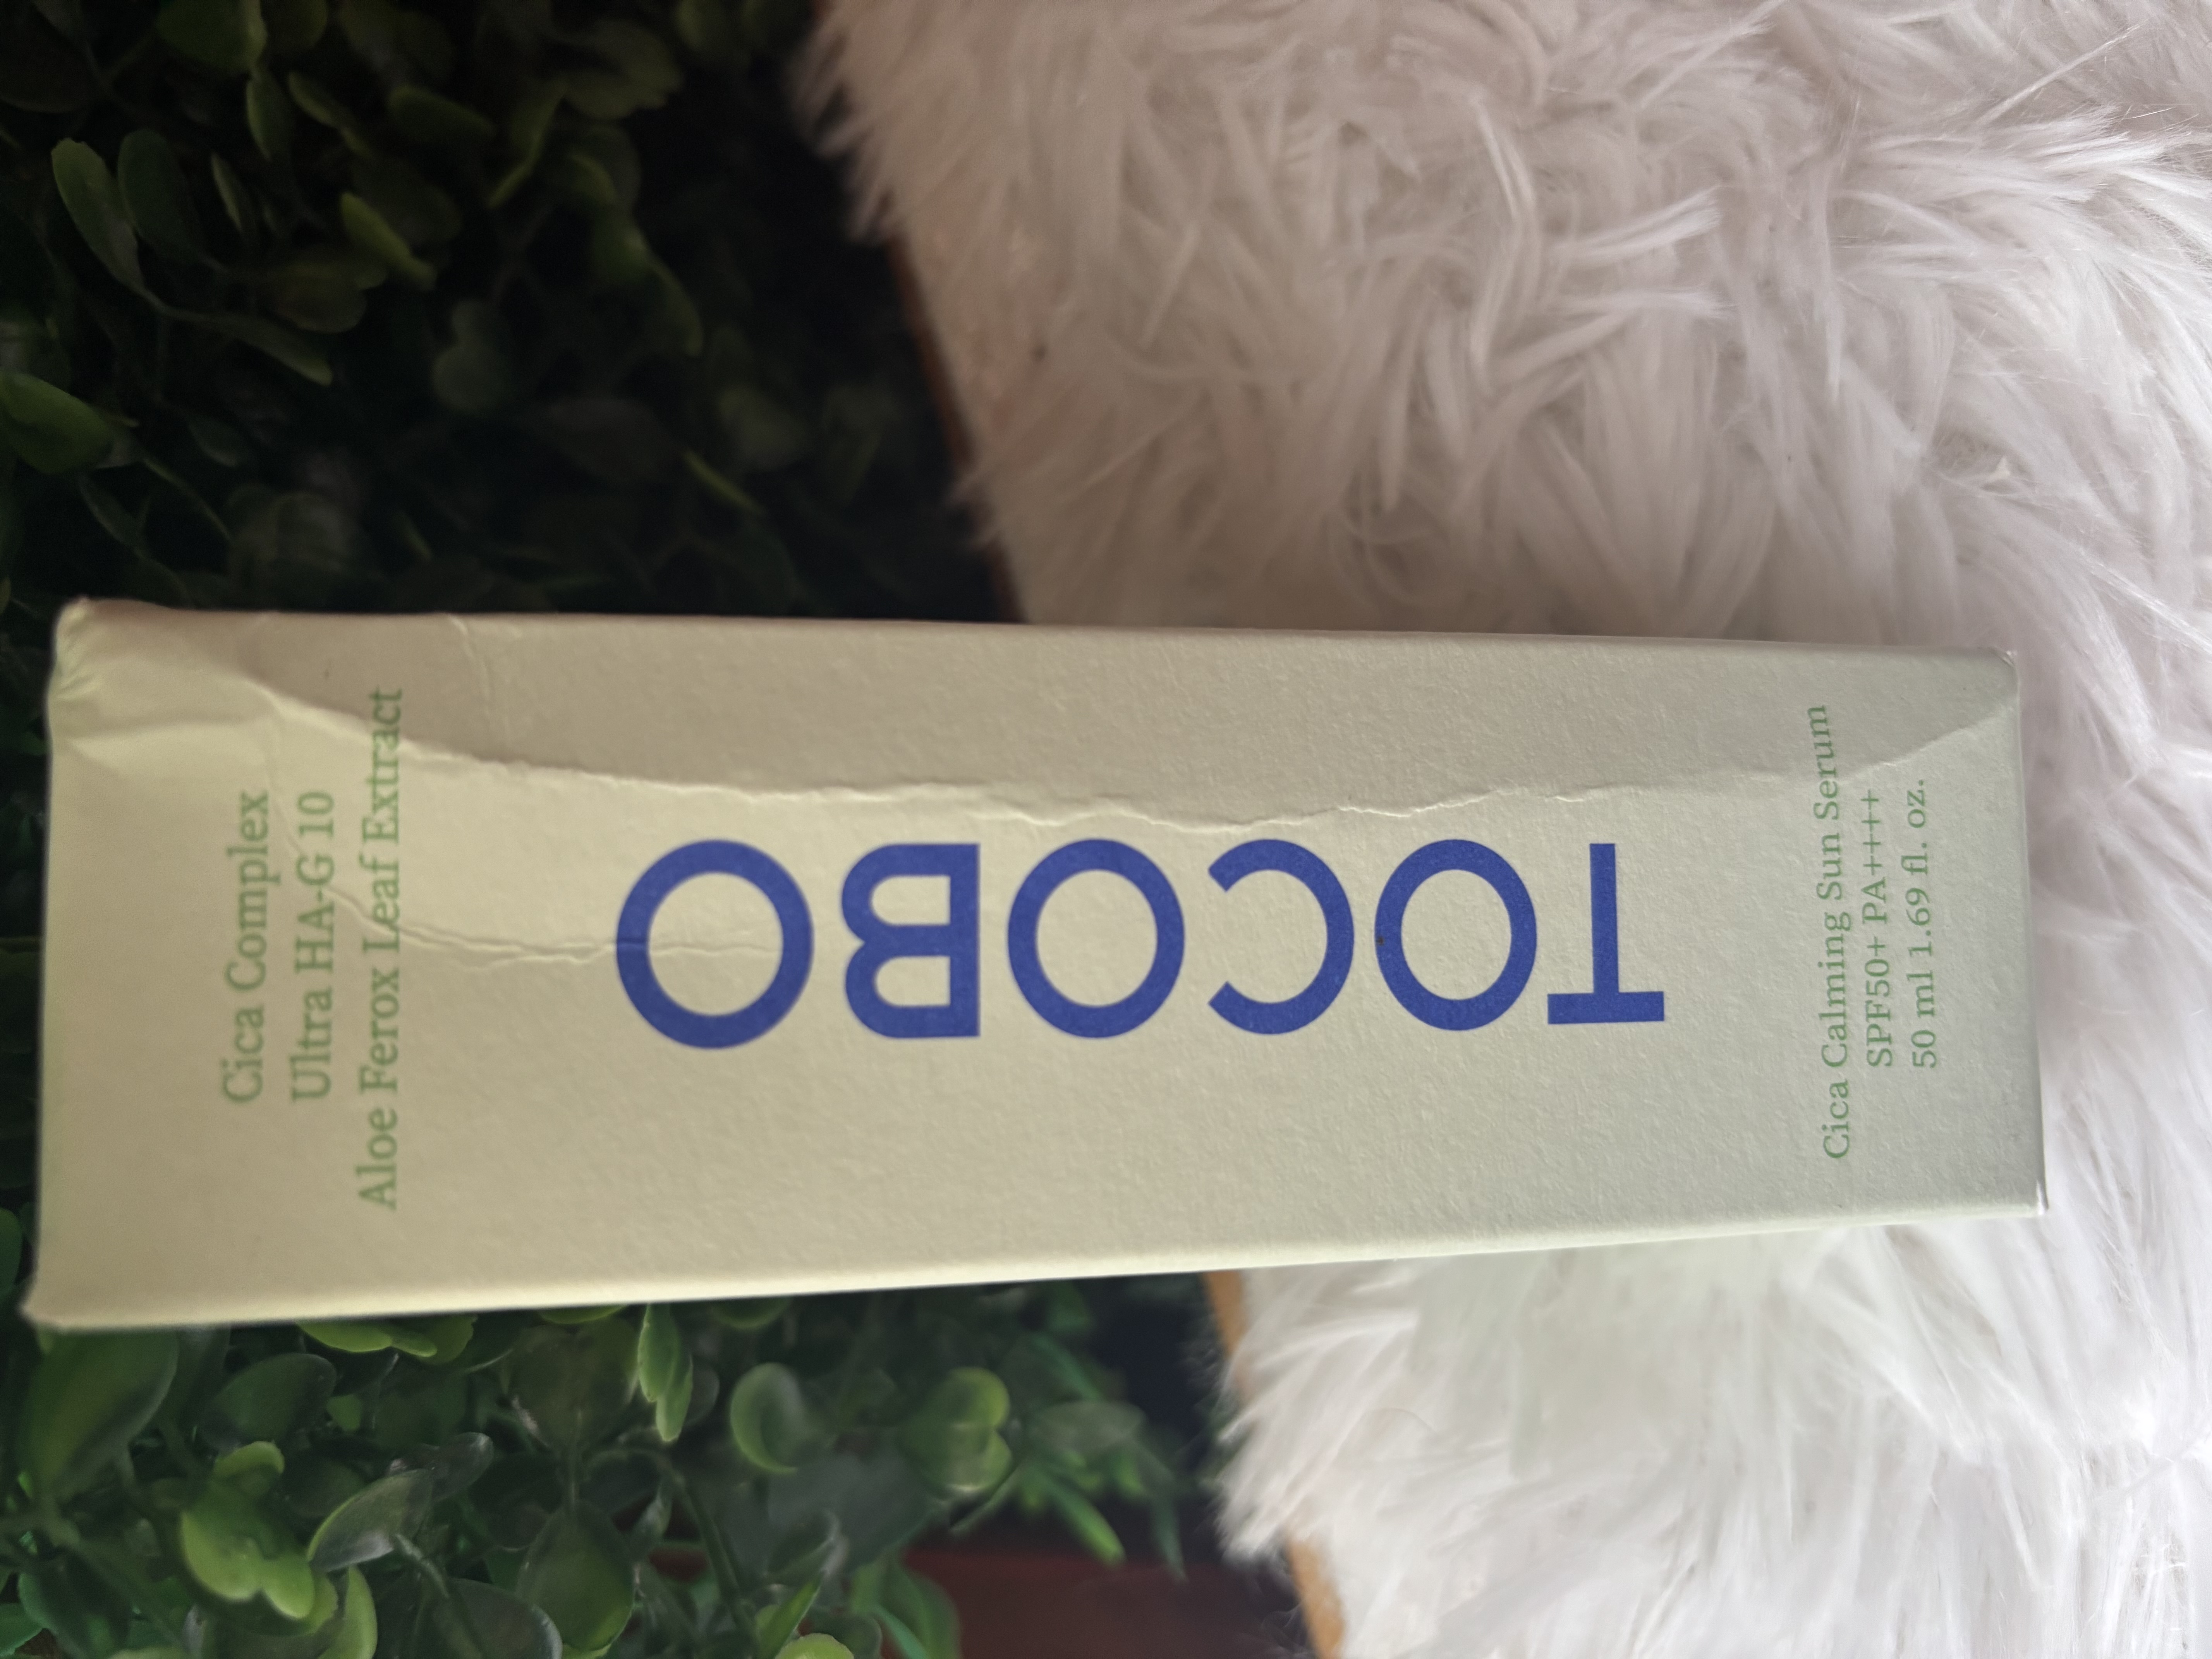 Cica Complex
Ultra HA-G 10
Aloe Ferox Leaf Extract
TOCOBO
Cica Calming Sun Serum
SPF50+ PA++++
50 ml 1.69 fl. oz.